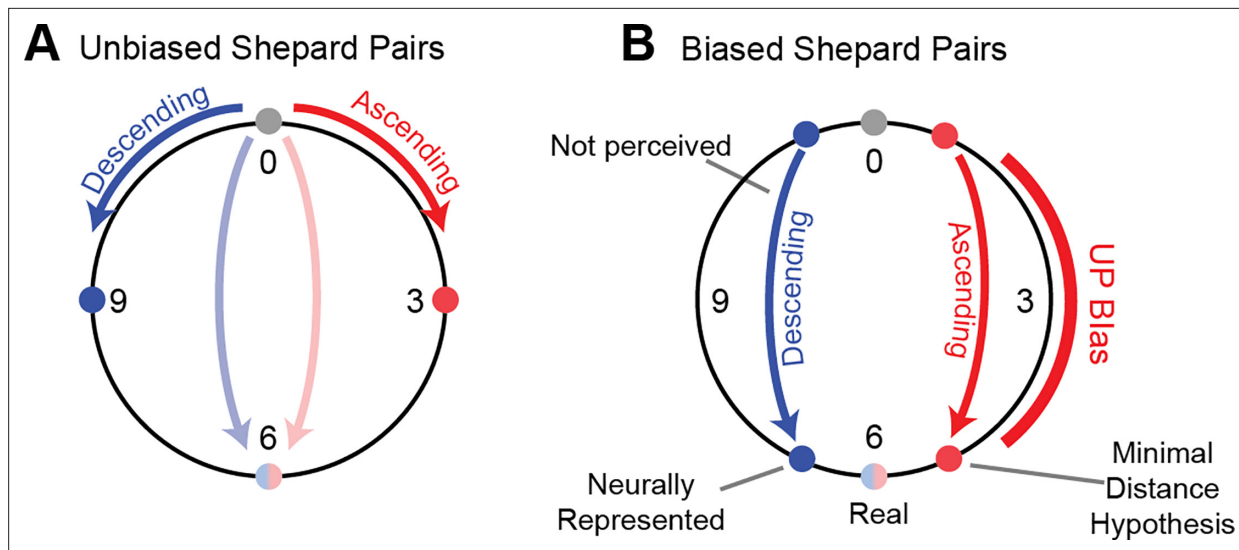 A Unbiased Shepard Pairs
Descending
Ascending
0
9
3
6
B Biased Shepard Pairs
Not perceived
0
Descending
Ascending
9
3
UP BIas
6
Neurally
Represented
Real
Minimal
Distance
Hypothesis